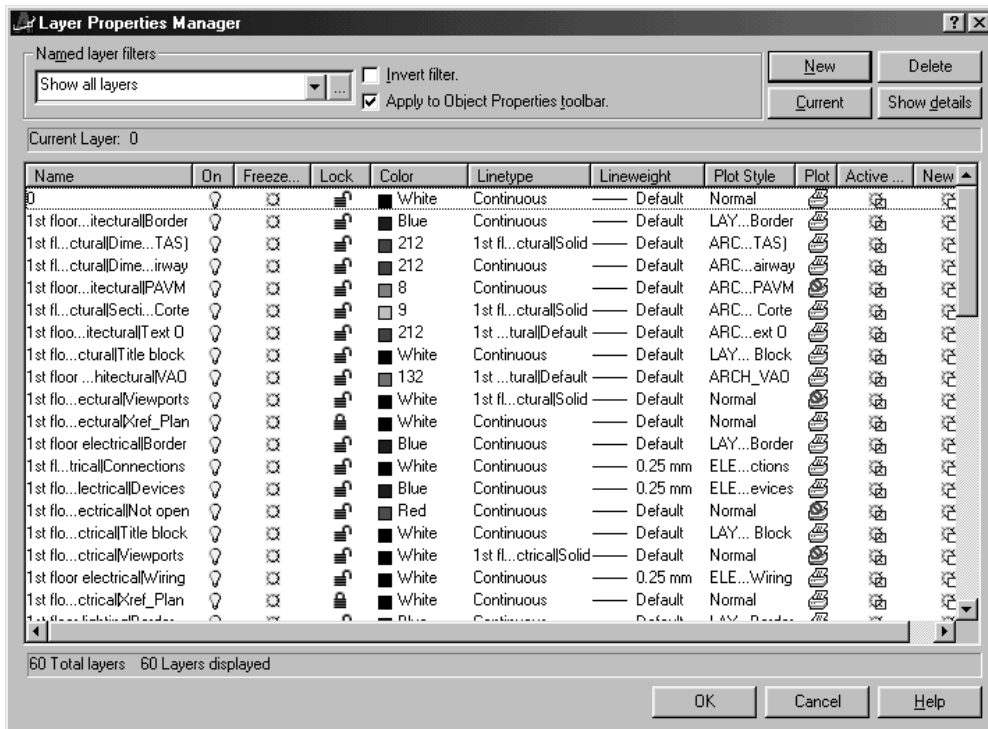 Layer Properties Manager
Named layer filters
Show all layers
...
Invert filter.
Apply to Object Properties toolbar.
New Delete
Current Show details
Current Layer: 0
Name On Freeze... Lock Color Linetype Lineweight Plot Style Plot Active ... New
0 White Continuous Default Normal
1st floor...itectural|Border Blue Continuous Default LAY...Border
1st fl...ctural|Dime...TAS) 212 1st fl...ctural|Solid Default ARC...TAS)
1st fl...ctural|Dime...irway 212 Continuous Default ARC...airway
1st floor...itectural|PAVM 8 Continuous Default ARC...PAVM
1st fl...ctural|Secti...Corte 9 1st fl...ctural|Solid Default ARC... Corte
1st floo...itectural|Text O 212 1st ...tural|Default Default ARC...ext O
1st flo...ctural|Title block White Continuous Default LAY... Block
1st floor ...hitectural|VAO 132 1st ...tural|Default Default ARCH_VAO
1st flo...ectural|Viewports White 1st fl...ctural|Solid Default Normal
1st flo...ectural|Xref_Plan White Continuous Default Normal
1st floor electrical|Border Blue Continuous Default LAY...Border
1st fl...trical|Connections White Continuous 0.25 mm ELE...ctions
1st flo...lectrical|Devices Blue Continuous 0.25 mm ELE...evices
1st flo...ectrical|Not open Red Continuous Default Normal
1st flo...ctrical|Title block White Continuous Default LAY... Block
1st flo...ctrical|Viewports White 1st fl...ctrical|Solid Default Normal
1st floor electrical|Wiring White Continuous 0.25 mm ELE...Wiring
1st flo...ctrical|Xref_Plan White Continuous Default Normal
1st floor lighting|Border Blue Continuous Default LAY...Border
60 Total layers 60 Layers displayed
OK Cancel Help